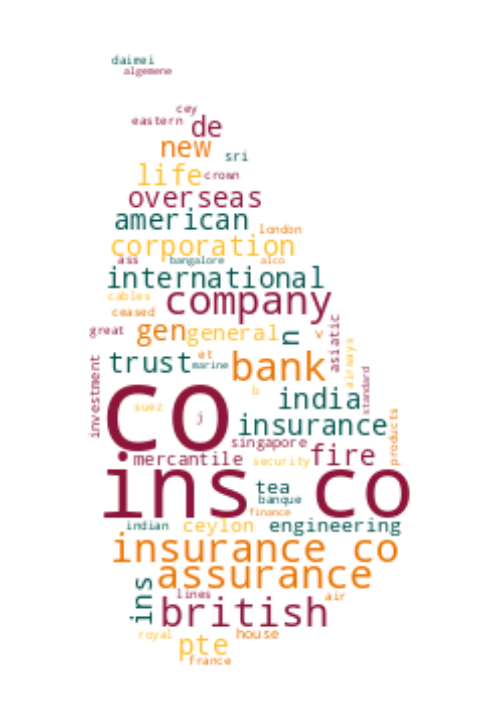 daimei
algemene
cey
eastern de
new sri
life crown
overseas
american london
corporation
ass bangalore alco
international
cables company
ceased
great gen general n v asiatic
trust et marine bank airways
investment co suez j b india standard
insurance products
singapore
mercantile security fire
ins co tea
banque
finance
indian ceylon engineering
insurance co
assurance
ins lines air
british
royal pte house
france